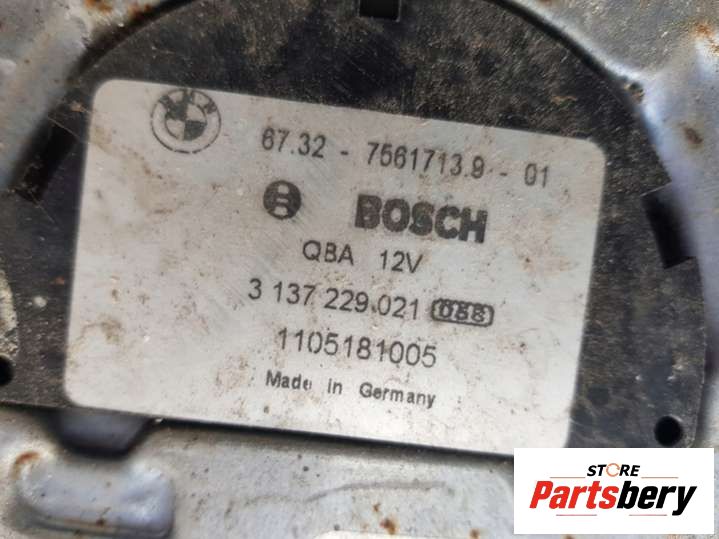 BMW
67.32 - 7561713.9 - 01
BOSCH
QBA 12V
3 137 229.021 088
1105181005
Made in Germany
STORE
Partsbery